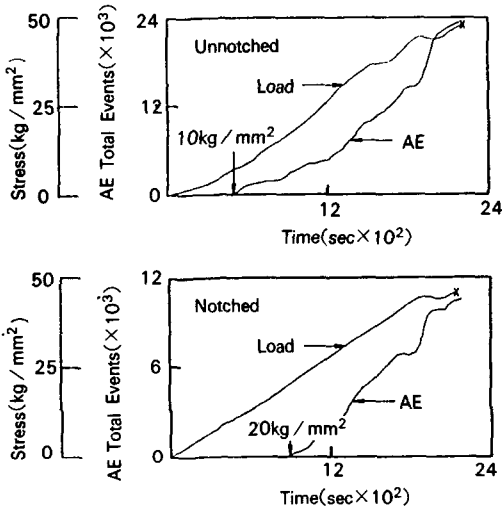 Stress(kg/mm²)
50
25
0
AE Total Events(×10³)
24
12
0
Unnotched
Load
10kg/mm²
AE
12
24
Time(sec×10²)
Stress(kg/mm²)
50
25
0
AE Total Events(×10³)
12
6
0
Notched
Load
AE
20kg/mm²
12
24
Time(sec×10²)